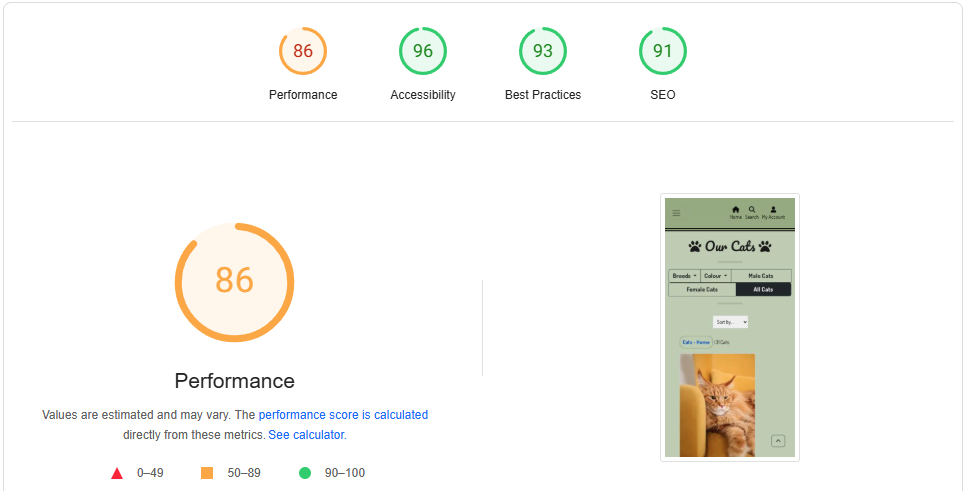 86 96 93 91
Performance Accessibility Best Practices SEO
86
Performance
Values are estimated and may vary. The performance score is calculated
directly from these metrics. See calculator.
0–49 50–89 90–100
Home Search My Account
Our Cats
Breeds Colour Male Cats
Female Cats All Cats
Sort by...
Cats - Home